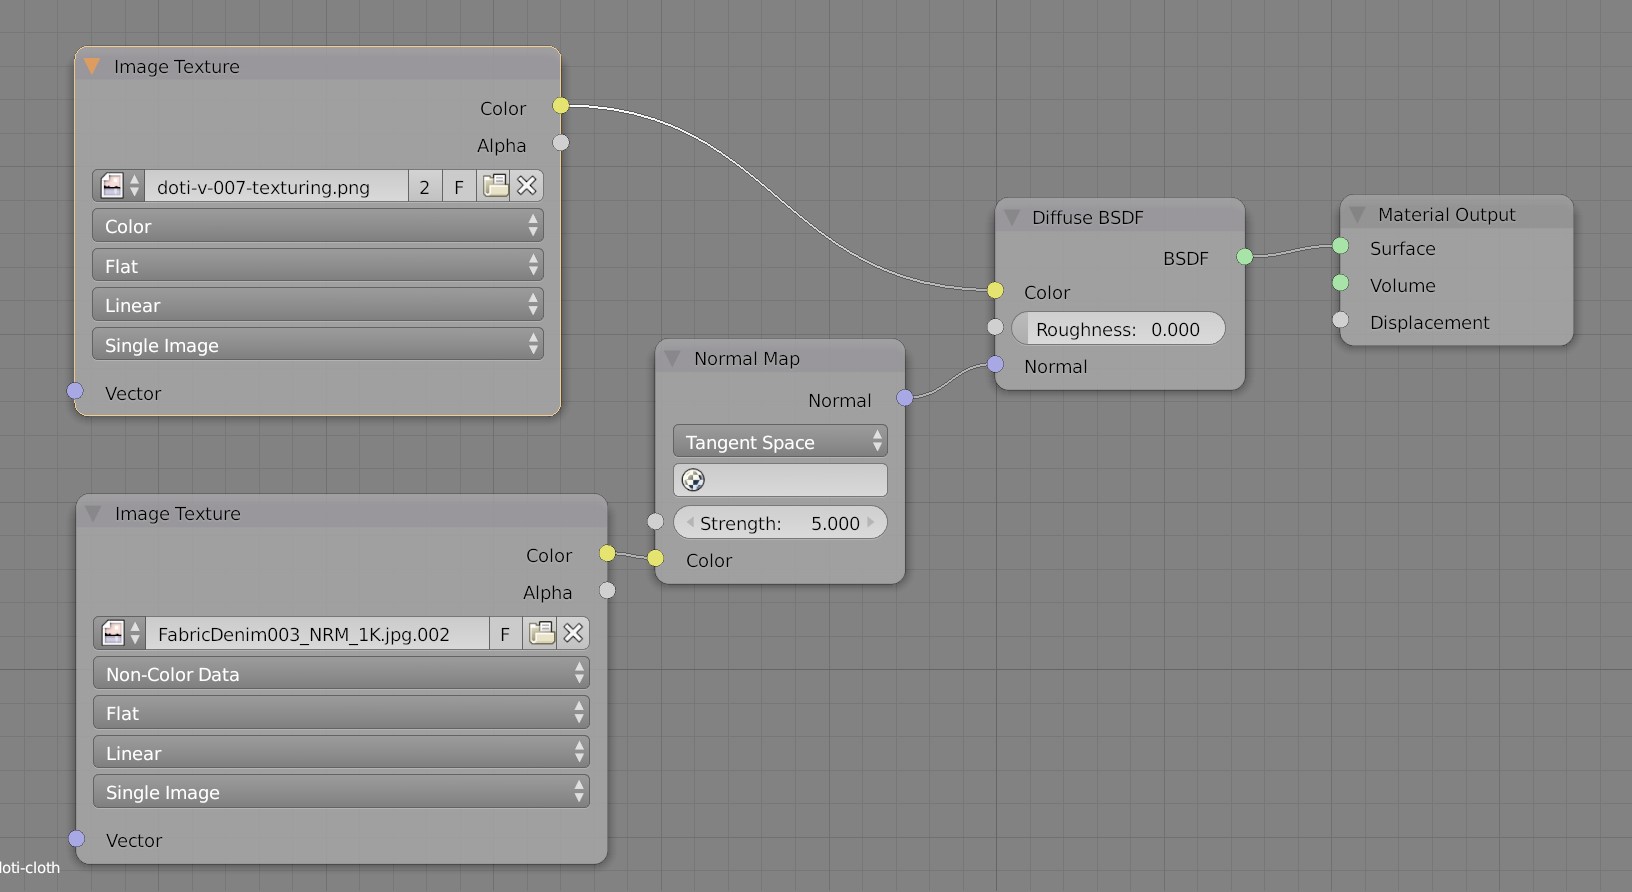 Image Texture
Color
Alpha
doti-v-007-texturing.png 2 F
Color
Flat
Linear
Single Image
Vector
Image Texture
Color
Alpha
FabricDenim003_NRM_1K.jpg.002 F
Non-Color Data
Flat
Linear
Single Image
Vector
Normal Map
Normal
Tangent Space
Strength: 5.000
Color
Diffuse BSDF
BSDF
Color
Roughness: 0.000
Normal
Material Output
Surface
Volume
Displacement